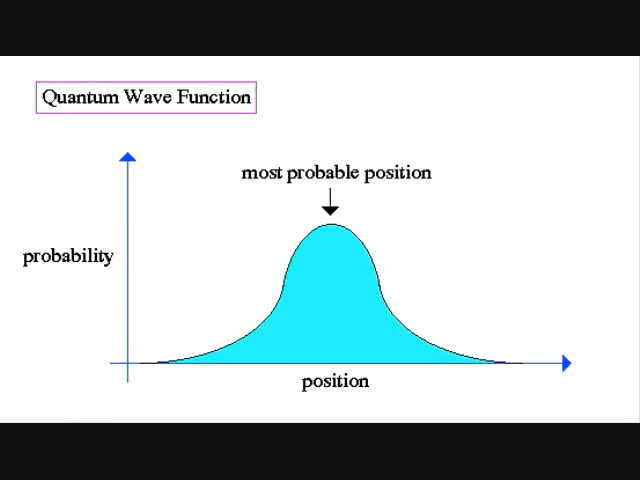 Quantum Wave Function
most probable position
probability
position